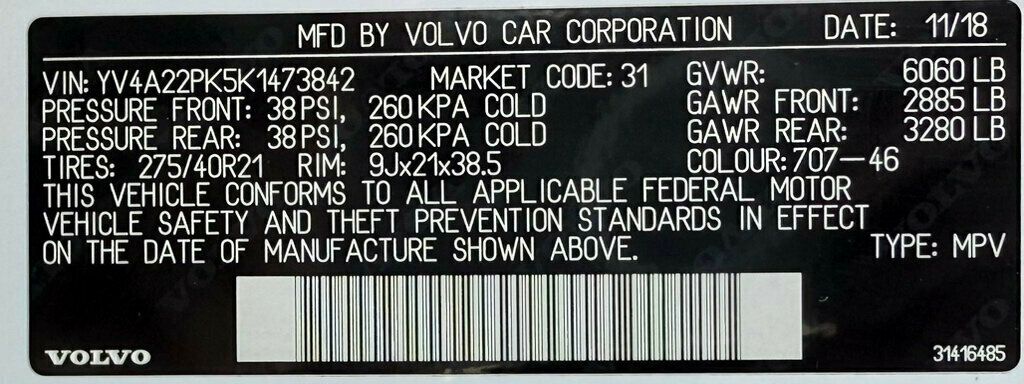 MFD BY VOLVO CAR CORPORATION DATE: 11/18
VIN: YV4A22PK5K1473842 MARKET CODE: 31 GVWR: 6060 LB
PRESSURE FRONT: 38 PSI, 260 KPA COLD GAWR FRONT: 2885 LB
PRESSURE REAR: 38 PSI, 260 KPA COLD GAWR REAR: 3280 LB
TIRES: 275/40R21 RIM: 9Jx21x38.5 COLOUR: 707-46
THIS VEHICLE CONFORMS TO ALL APPLICABLE FEDERAL MOTOR
VEHICLE SAFETY AND THEFT PREVENTION STANDARDS IN EFFECT
ON THE DATE OF MANUFACTURE SHOWN ABOVE. TYPE: MPV
VOLVO 31416485